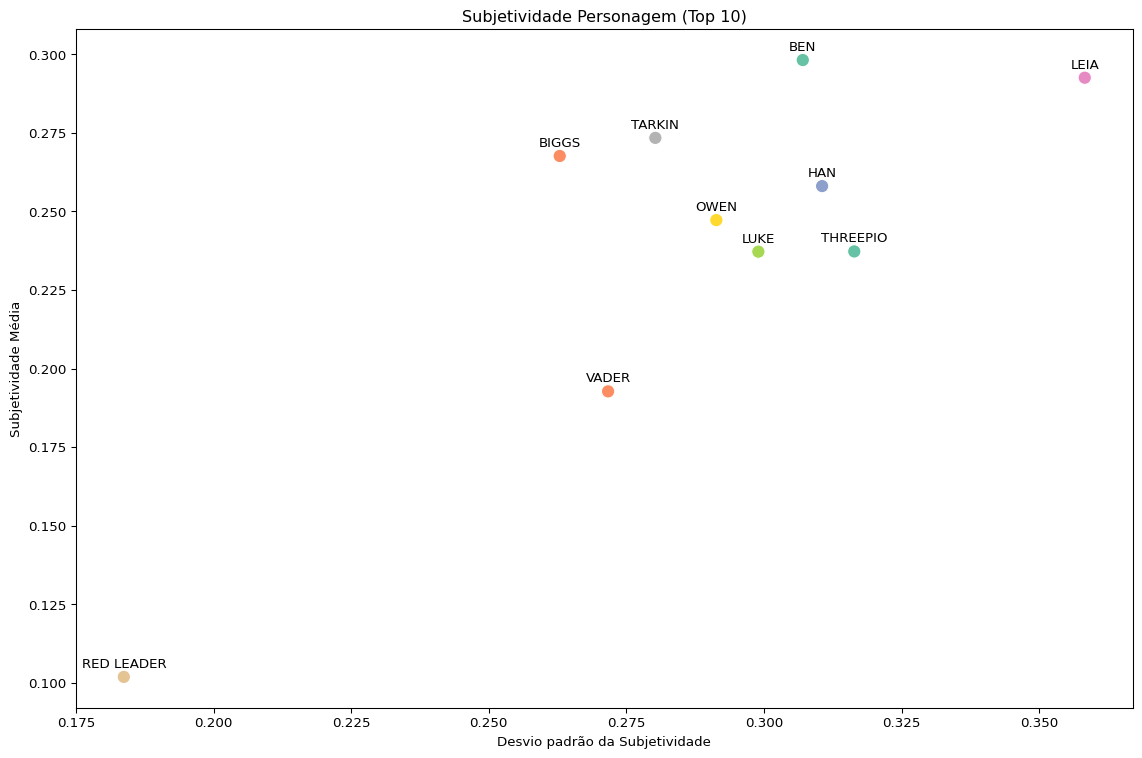 Subjetividade Personagem (Top 10)
0.300
0.275
0.250
0.225
0.200
0.175
0.150
0.125
0.100
Subjetividade Média
BEN
LEIA
TARKIN
BIGGS
HAN
OWEN
LUKE
THREEPIO
VADER
RED LEADER
0.175
0.200
0.225
0.250
0.275
0.300
0.325
0.350
Desvio padrão da Subjetividade